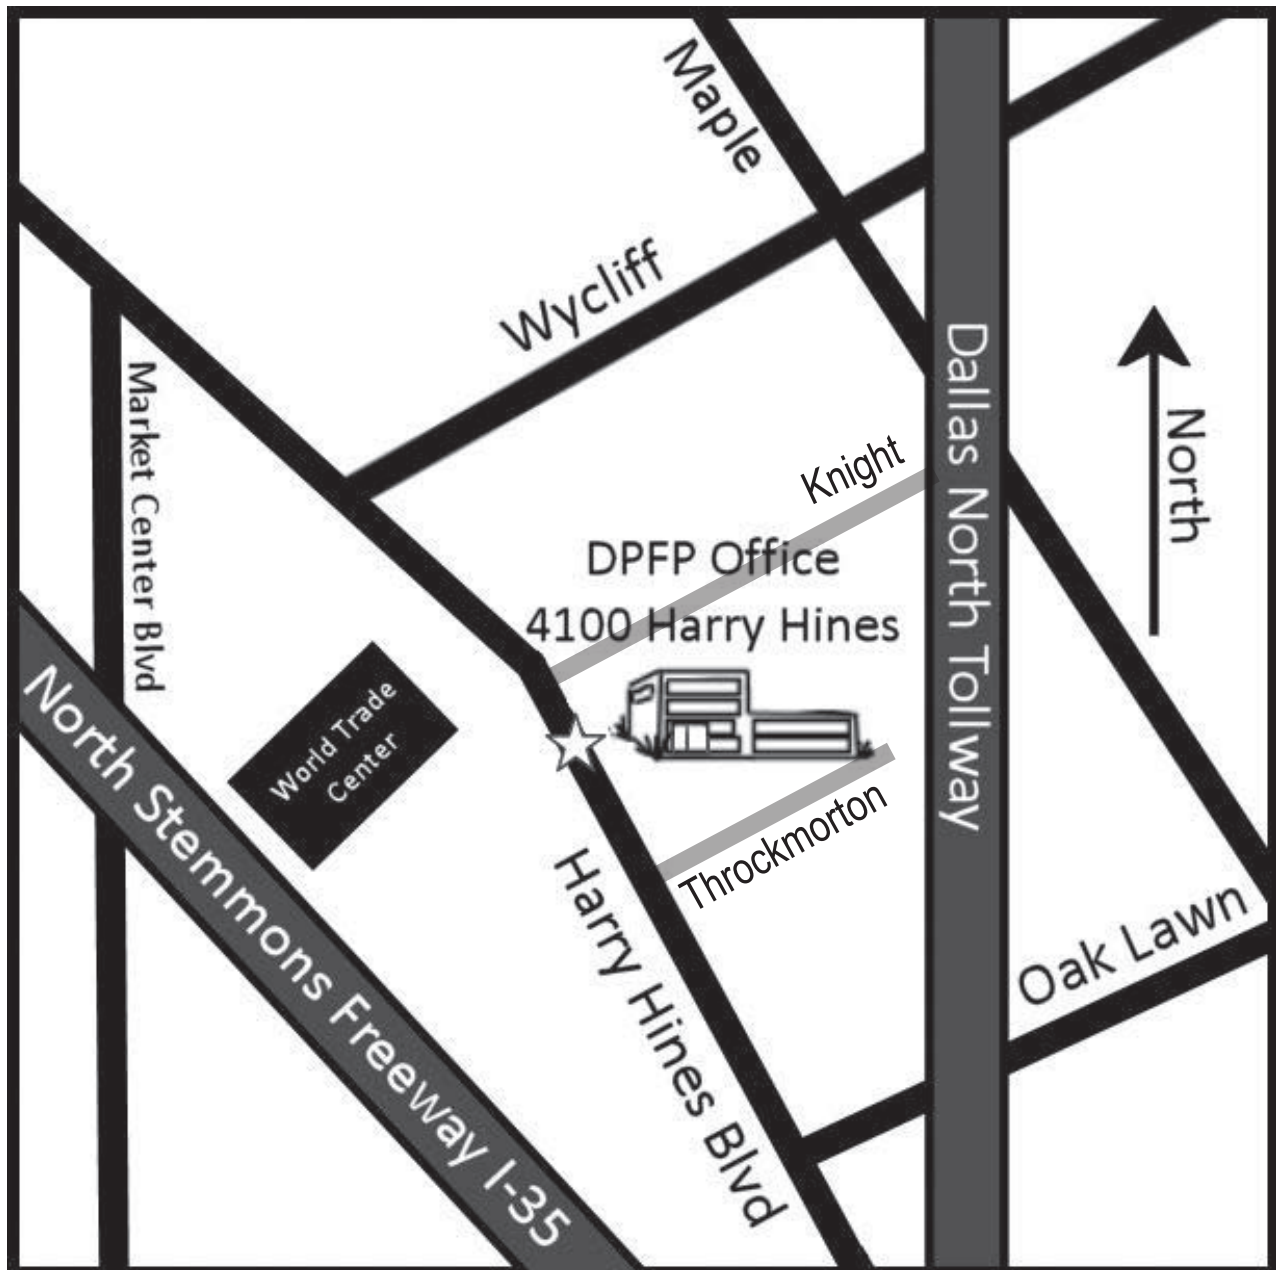 Maple
Wycliff
Market Center Blvd
Dallas North Tollway
North
Knight
DPFP Office
4100 Harry Hines
World Trade
Center
Throckmorton
North Stemmons Freeway I-35
Harry Hines Blvd
Oak Lawn